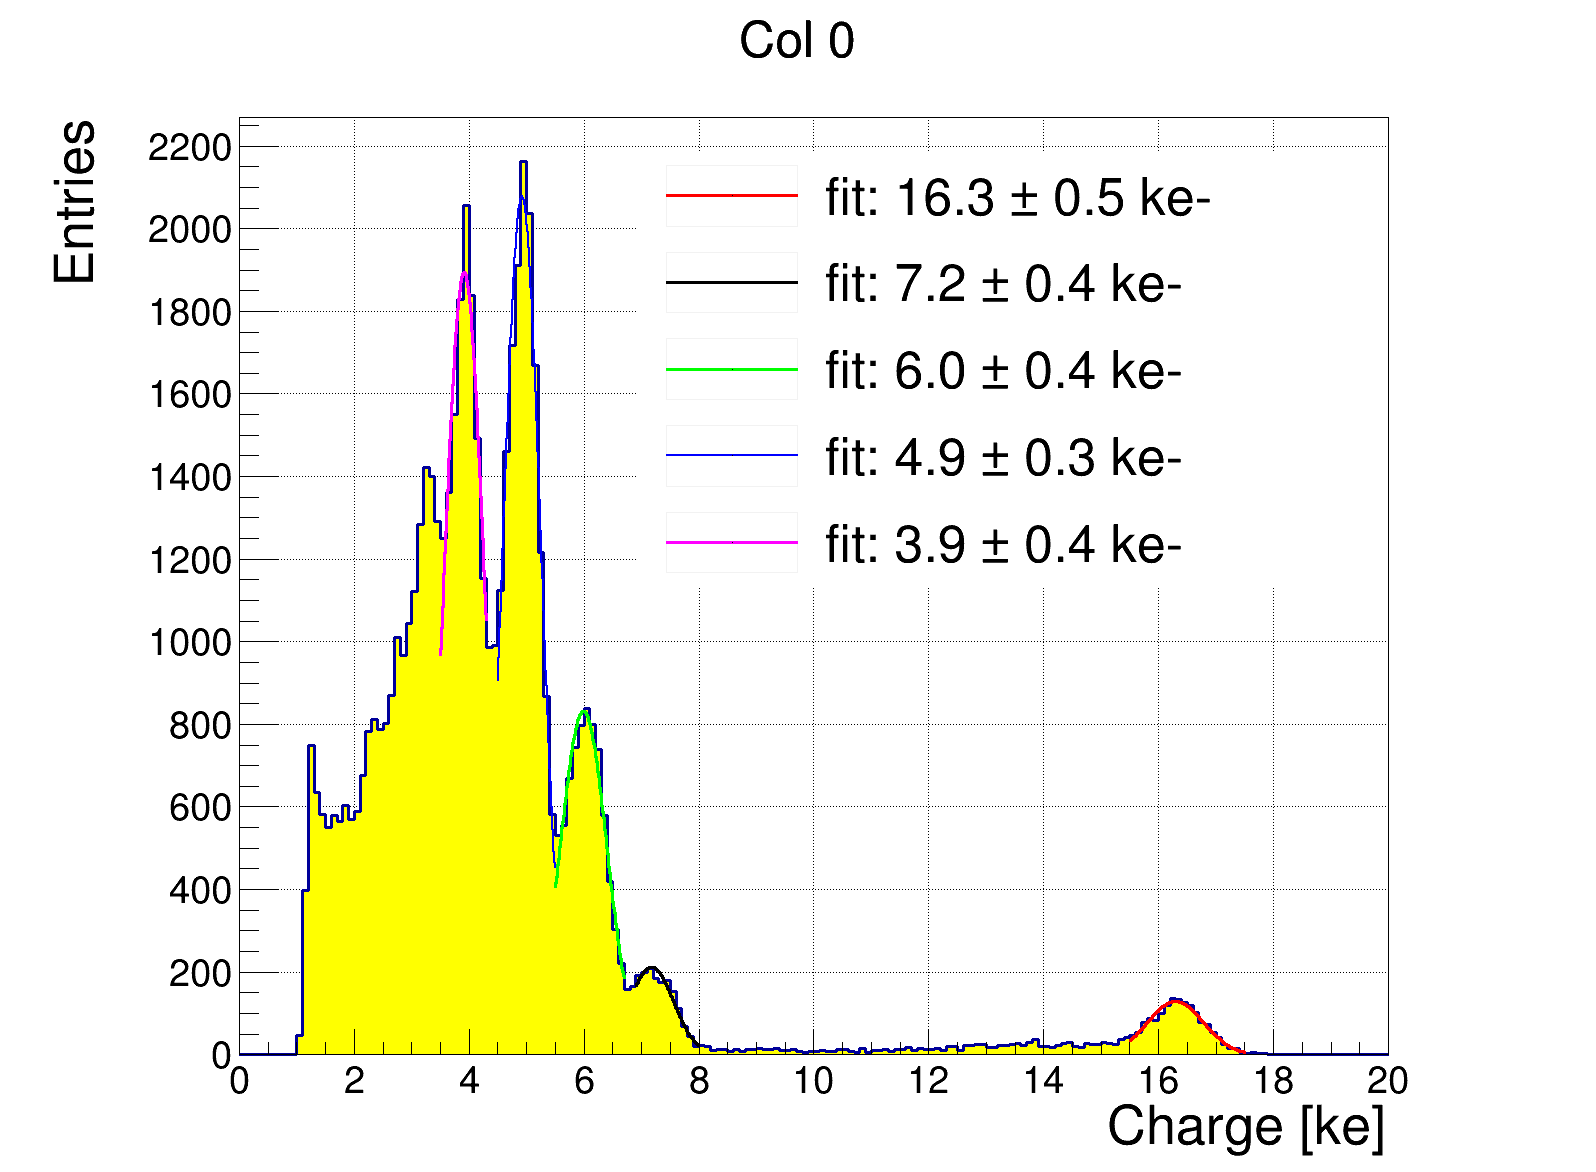 Col 0
Entries
2200
2000
1800
1600
1400
1200
1000
800
600
400
200
0
fit: 16.3 ± 0.5 ke-
fit: 7.2 ± 0.4 ke-
fit: 6.0 ± 0.4 ke-
fit: 4.9 ± 0.3 ke-
fit: 3.9 ± 0.4 ke-
0 2 4 6 8 10 12 14 16 18 20
Charge [ke]